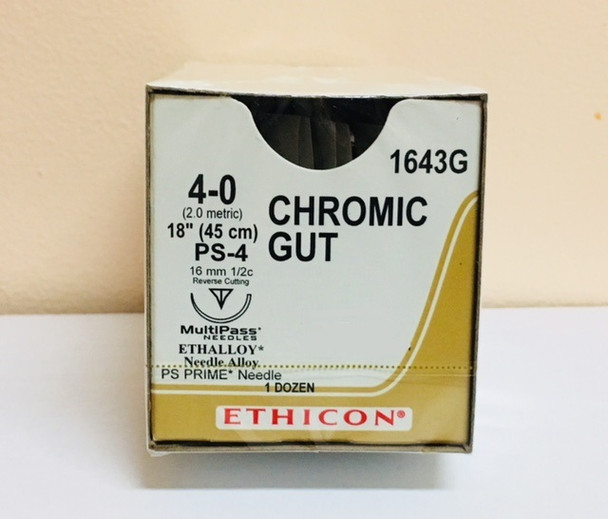 1643G
4-0
(2.0 metric)
18" (45 cm)
PS-4
16 mm 1/2c
Reverse Cutting
CHROMIC
GUT
MultiPass*
NEEDLES
ETHALLOY*
Needle Alloy
PS PRIME* Needle
1 DOZEN
ETHICON®